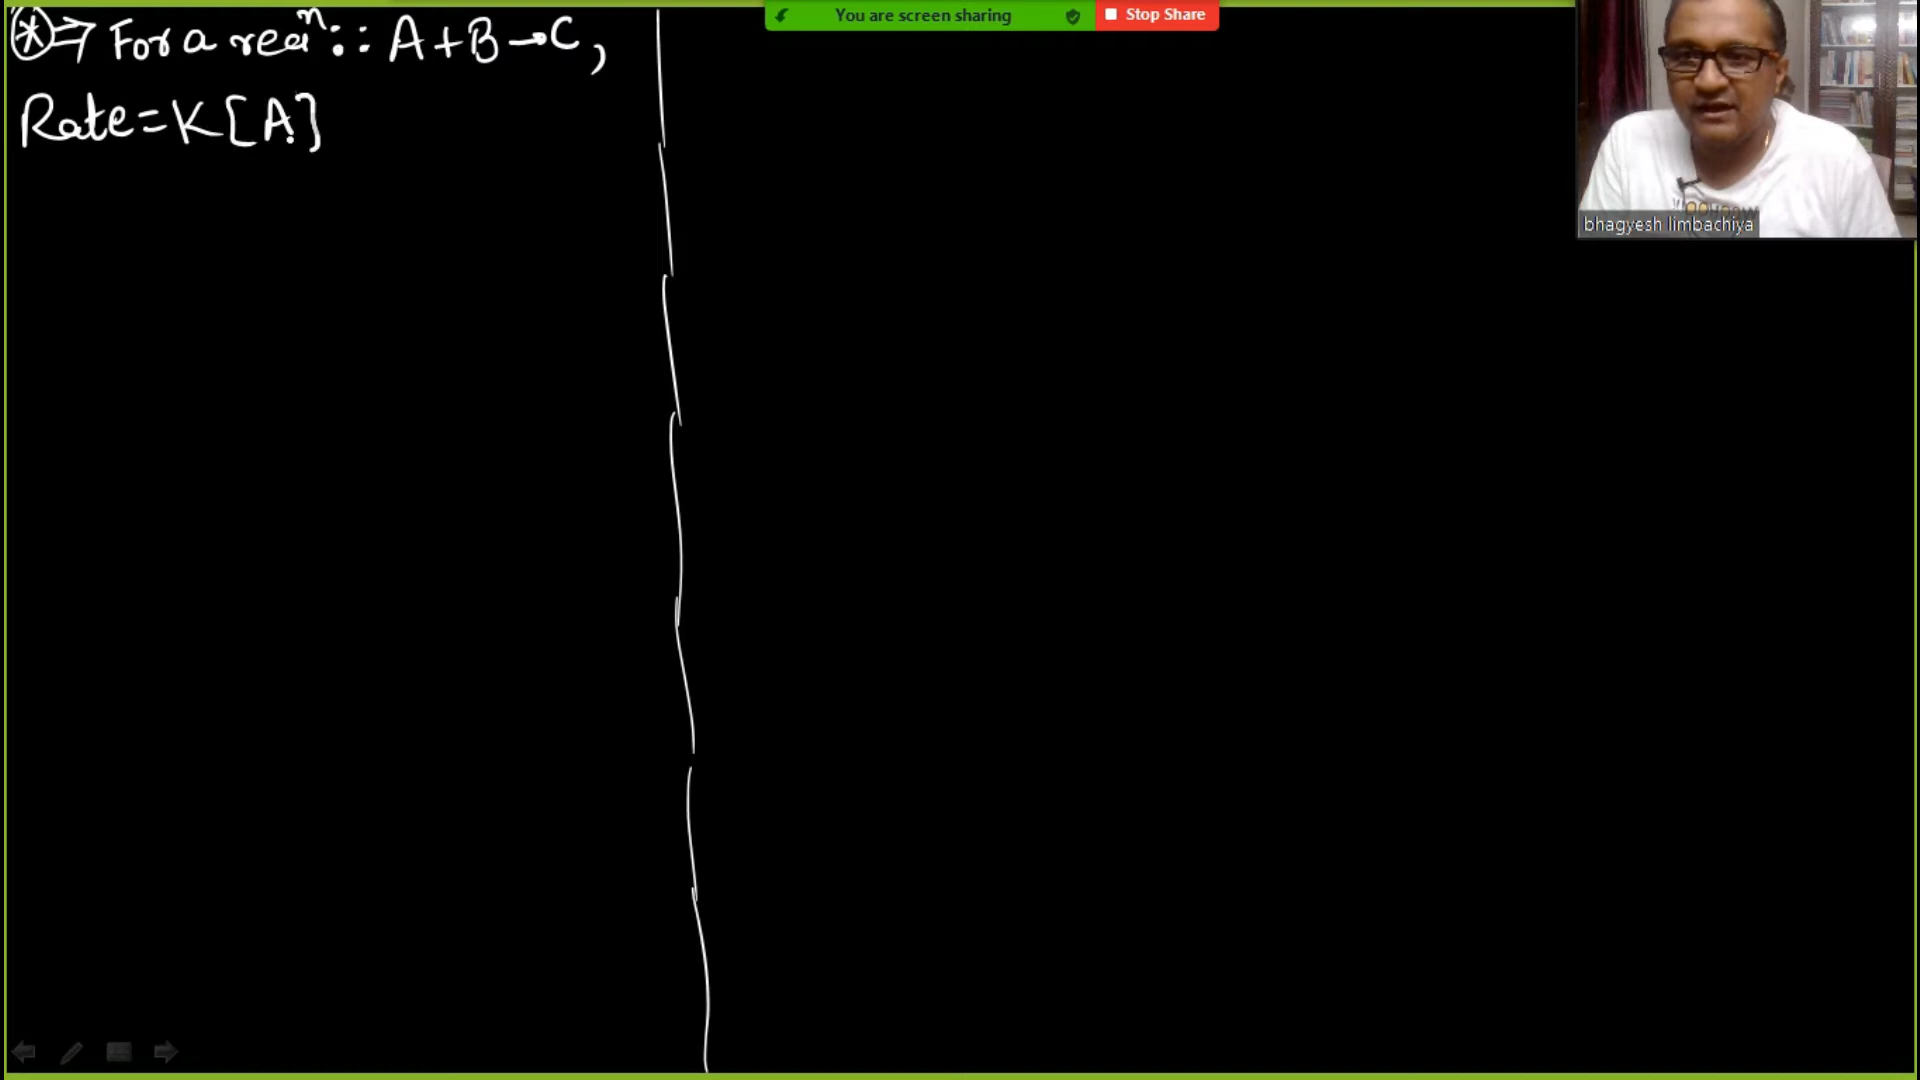 You are screen sharing Stop Share
⊛⇒ For a reaⁿ:: A+B→C,
Rate=K[A]
bhagyesh limbachiya